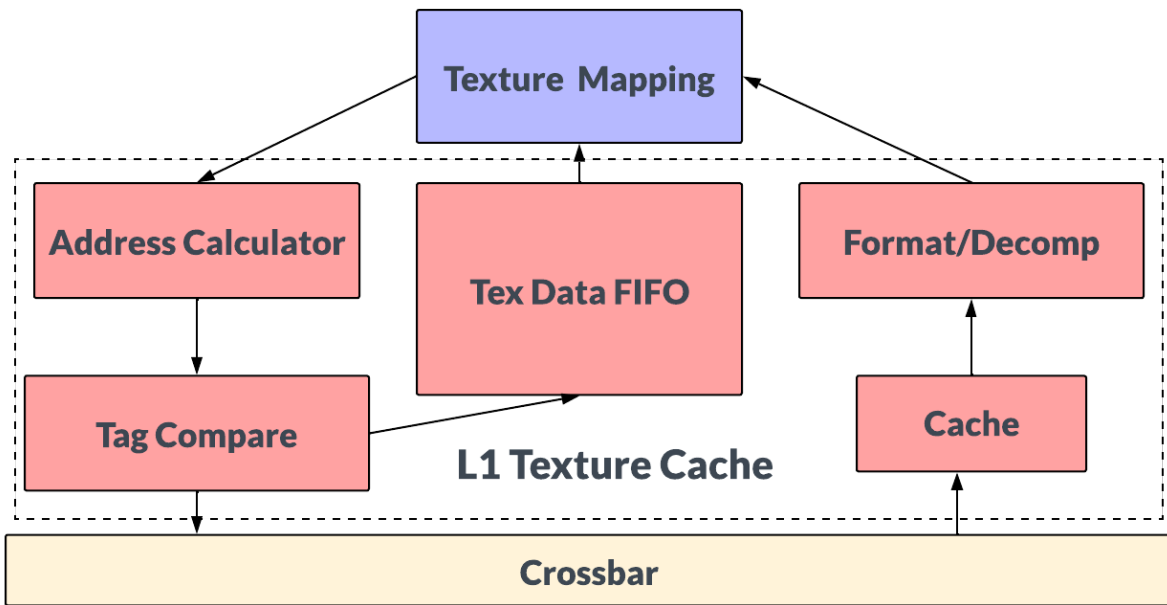 Texture Mapping
Address Calculator
Tex Data FIFO
Format/Decomp
Tag Compare
Cache
L1 Texture Cache
Crossbar